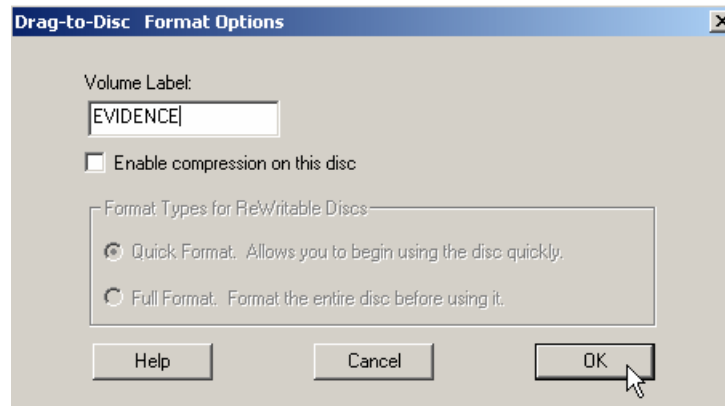 Drag-to-Disc Format Options
Volume Label:
EVIDENCE
Enable compression on this disc
Format Types for ReWritable Discs
Quick Format. Allows you to begin using the disc quickly.
Full Format. Format the entire disc before using it.
Help Cancel OK